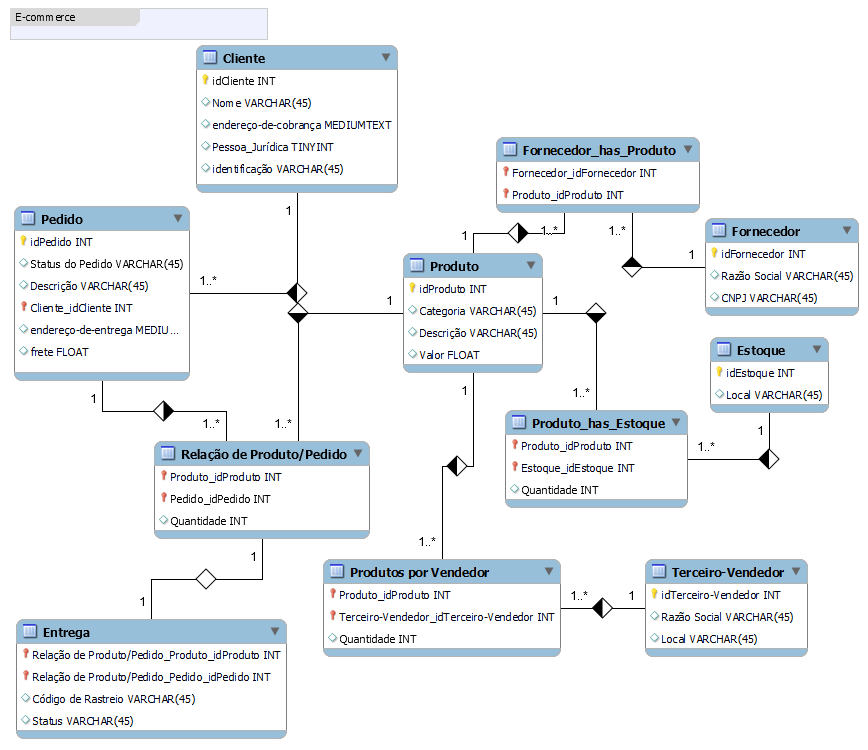 E-commerce
Cliente
idCliente INT
Nome VARCHAR(45)
endereço-de-cobrança MEDIUMTEXT
Pessoa_Jurídica TINYINT
identificação VARCHAR(45)
Fornecedor_has_Produto
Fornecedor_idFornecedor INT
Produto_idProduto INT
Pedido
idPedido INT
Status do Pedido VARCHAR(45)
Descrição VARCHAR(45)
Cliente_idCliente INT
endereço-de-entrega MEDIU...
frete FLOAT
Fornecedor
idFornecedor INT
Razão Social VARCHAR(45)
CNPJ VARCHAR(45)
Produto
idProduto INT
Categoria VARCHAR(45)
Descrição VARCHAR(45)
Valor FLOAT
Estoque
idEstoque INT
Local VARCHAR(45)
Produto_has_Estoque
Produto_idProduto INT
Estoque_idEstoque INT
Quantidade INT
Relação de Produto/Pedido
Produto_idProduto INT
Pedido_idPedido INT
Quantidade INT
Produtos por Vendedor
Produto_idProduto INT
Terceiro-Vendedor_idTerceiro-Vendedor INT
Quantidade INT
Terceiro-Vendedor
idTerceiro-Vendedor INT
Razão Social VARCHAR(45)
Local VARCHAR(45)
Entrega
Relação de Produto/Pedido_Produto_idProduto INT
Relação de Produto/Pedido_Pedido_idPedido INT
Código de Rastreio VARCHAR(45)
Status VARCHAR(45)
1
1..*
1
1..*
1
1..*
1..*
1
1
1..*
1
1..*
1..*
1
1
1..*
1..*
1
1
1